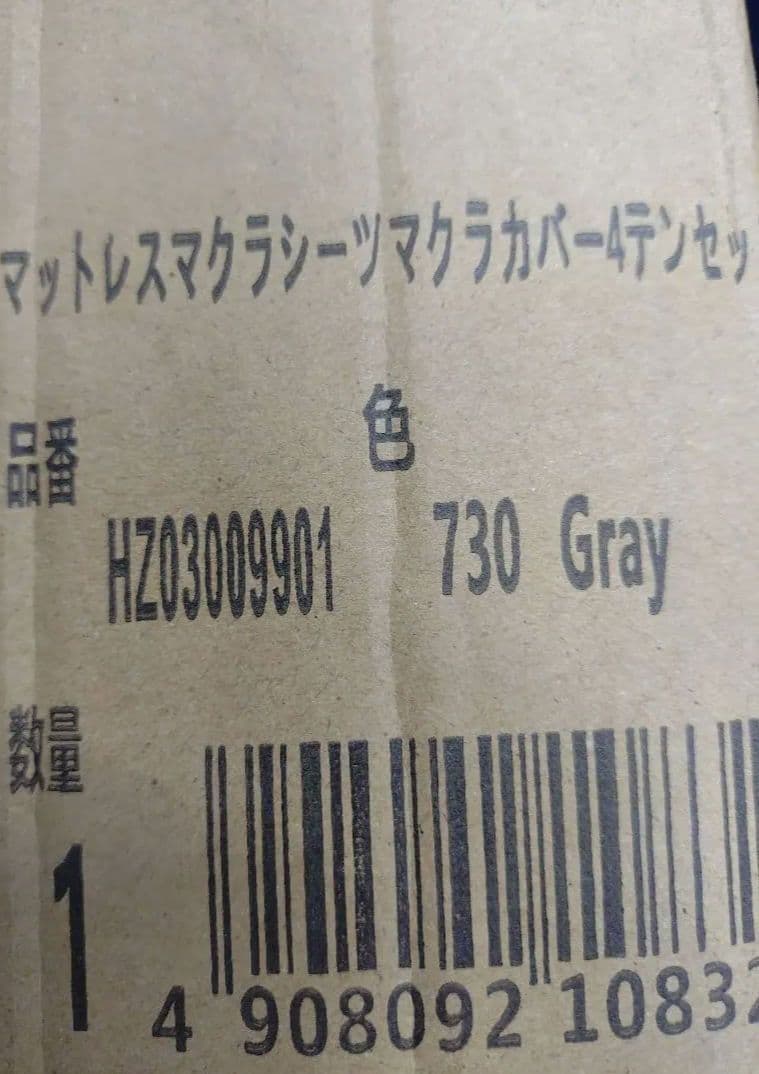 マットレスマクラシーツマクラカバー4テンセッ
品番 色
HZ03009901 730 Gray
数量
1
4 908092 10832